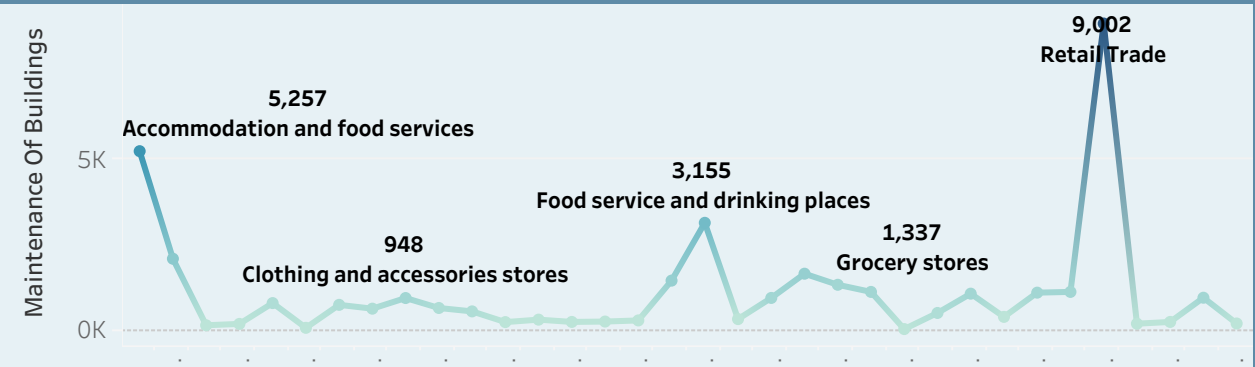 Maintenance Of Buildings
9,002
Retail Trade
5,257
Accommodation and food services
5K
3,155
Food service and drinking places
948
Clothing and accessories stores
1,337
Grocery stores
0K